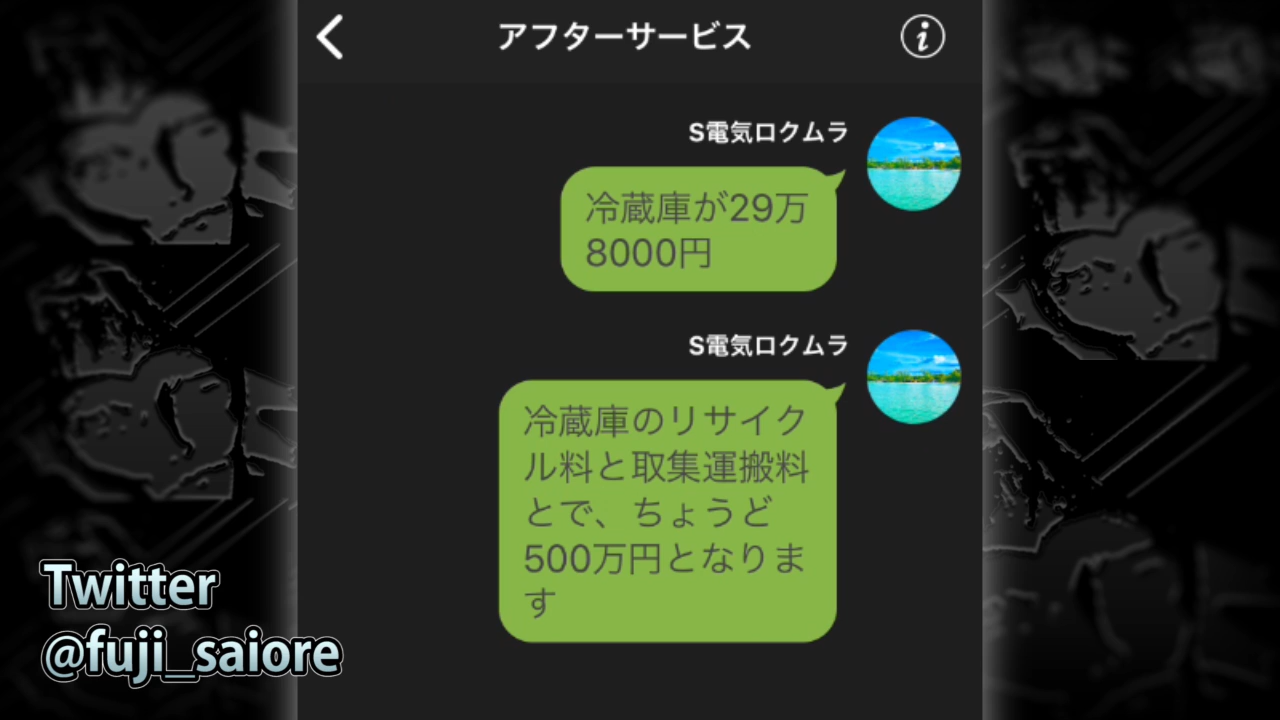 アフターサービス
S電気ロクムラ
冷蔵庫が29万
8000円
S電気ロクムラ
冷蔵庫のリサイク
ル料と取集運搬料
とで、ちょうど
500万円となりま
す
Twitter
@fuji_saiore